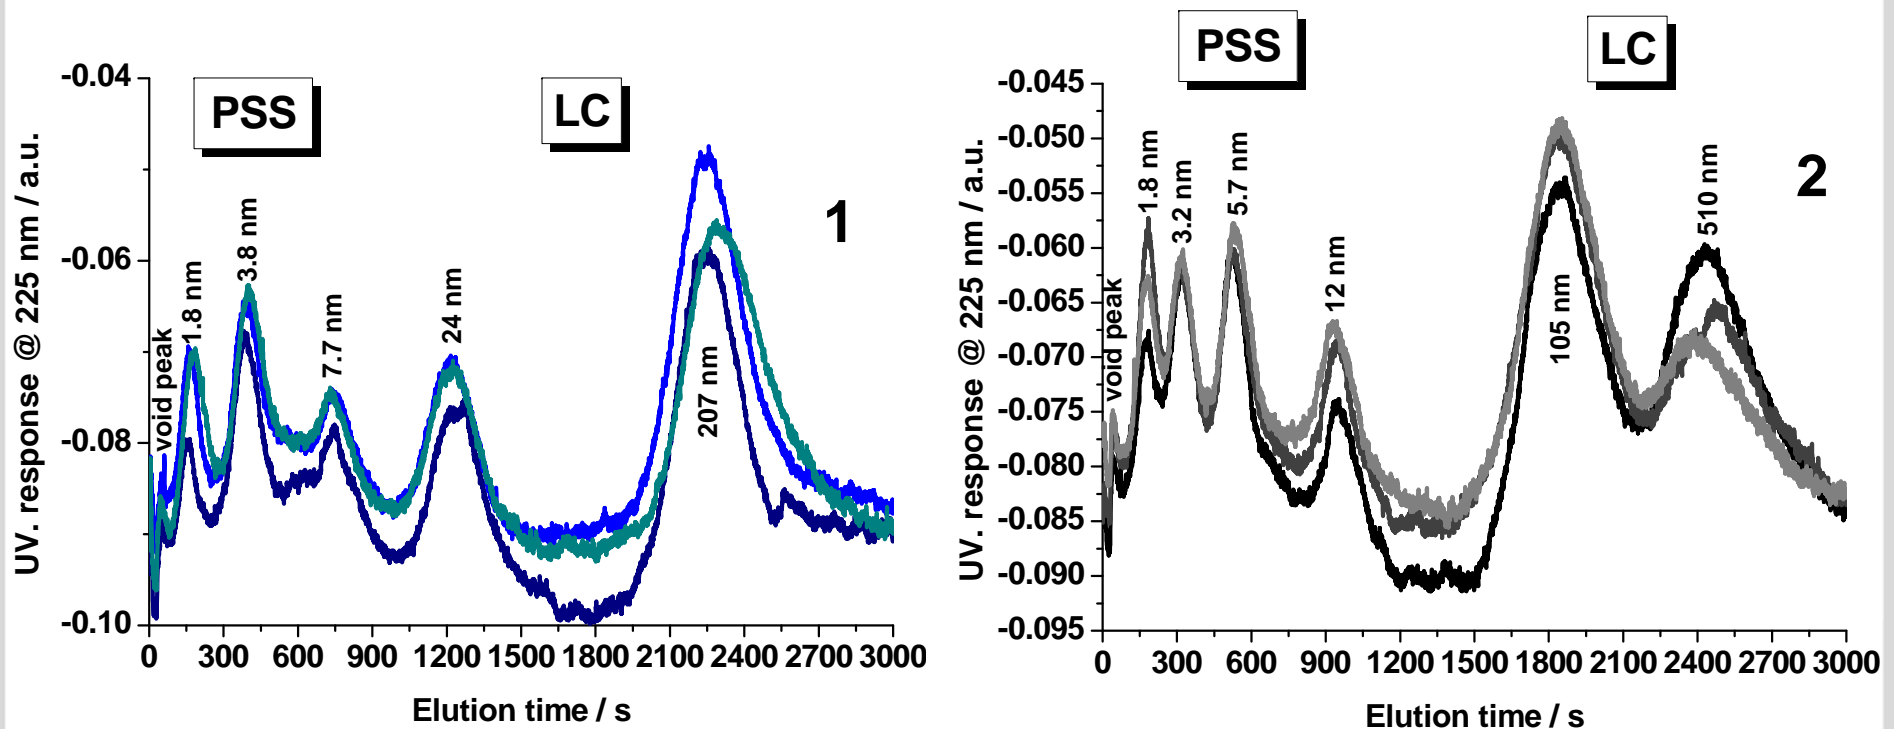 PSS
LC
1
UV. response @ 225 nm / a.u.
-0.04
-0.06
-0.08
-0.10
void peak
1.8 nm
3.8 nm
7.7 nm
24 nm
207 nm
0 300 600 900 1200 1500 1800 2100 2400 2700 3000
Elution time / s
PSS
LC
2
UV. response @ 225 nm / a.u.
-0.045
-0.050
-0.055
-0.060
-0.065
-0.070
-0.075
-0.080
-0.085
-0.090
-0.095
void peak
1.8 nm
3.2 nm
5.7 nm
12 nm
105 nm
510 nm
0 300 600 900 1200 1500 1800 2100 2400 2700 3000
Elution time / s